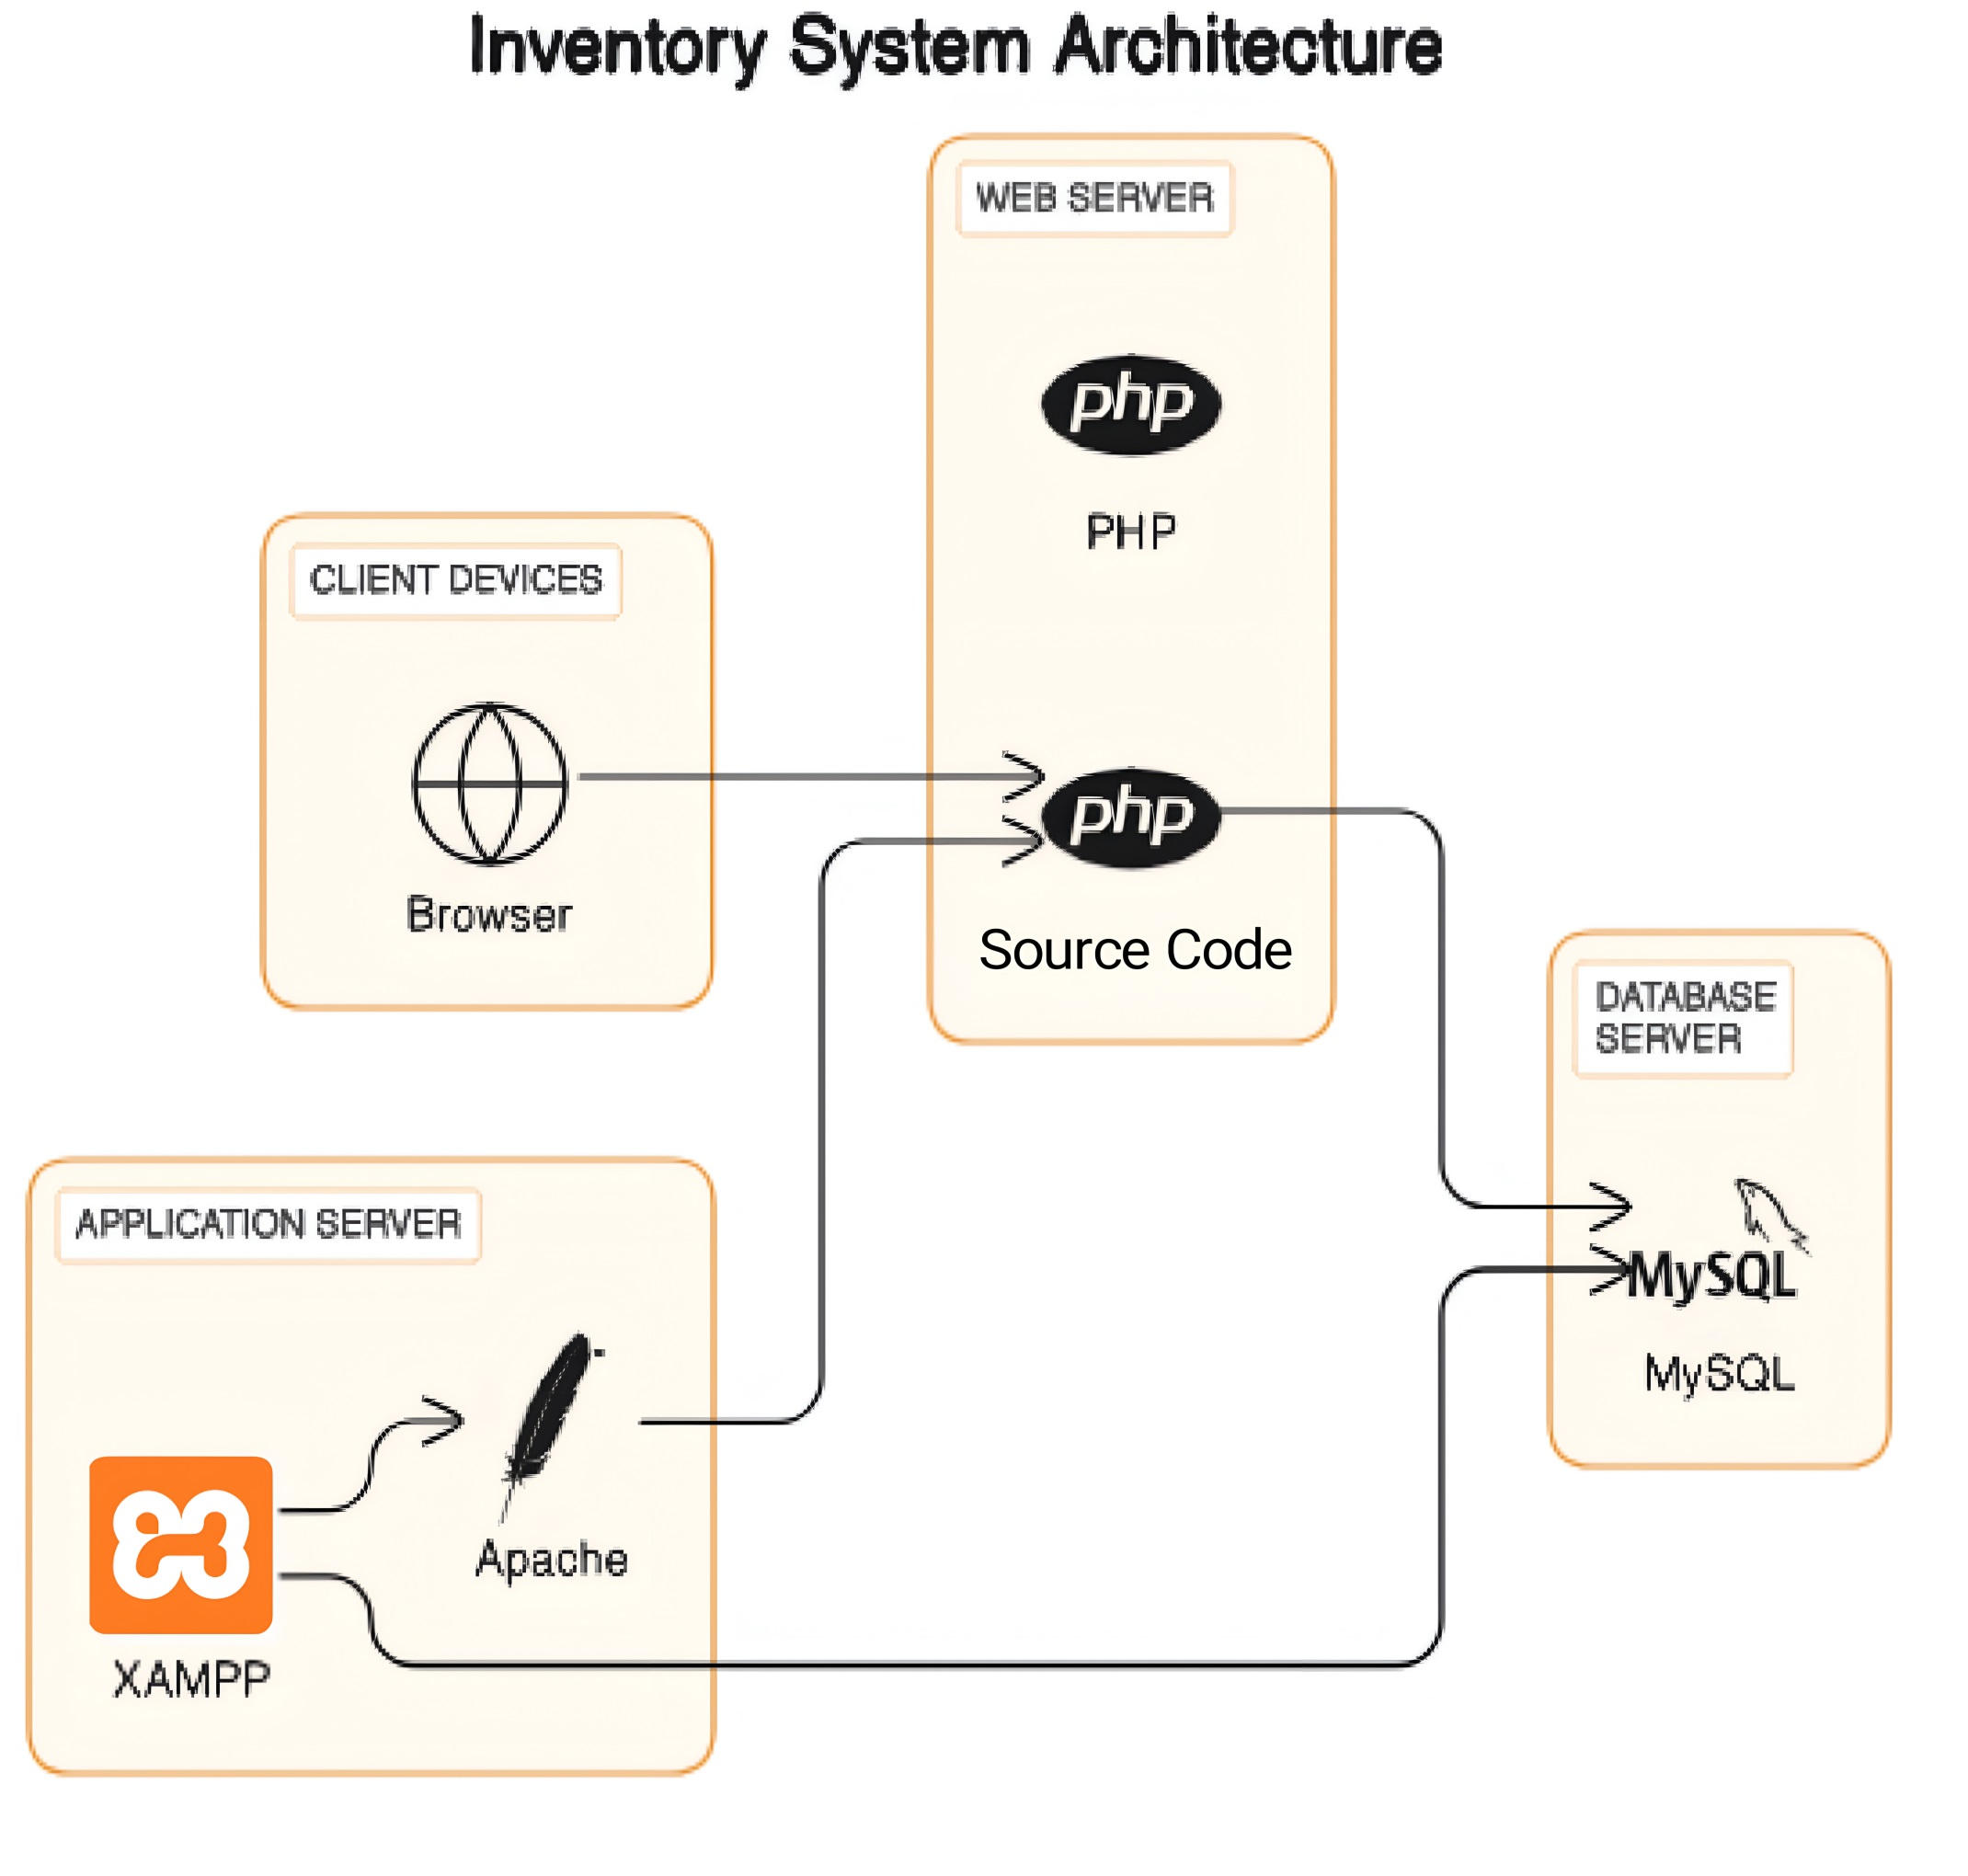 Inventory System Architecture
WEB SERVER
php
PHP
CLIENT DEVICES
Browser
php
Source Code
DATABASE
SERVER
MySQL
MySQL
APPLICATION SERVER
Apache
XAMPP